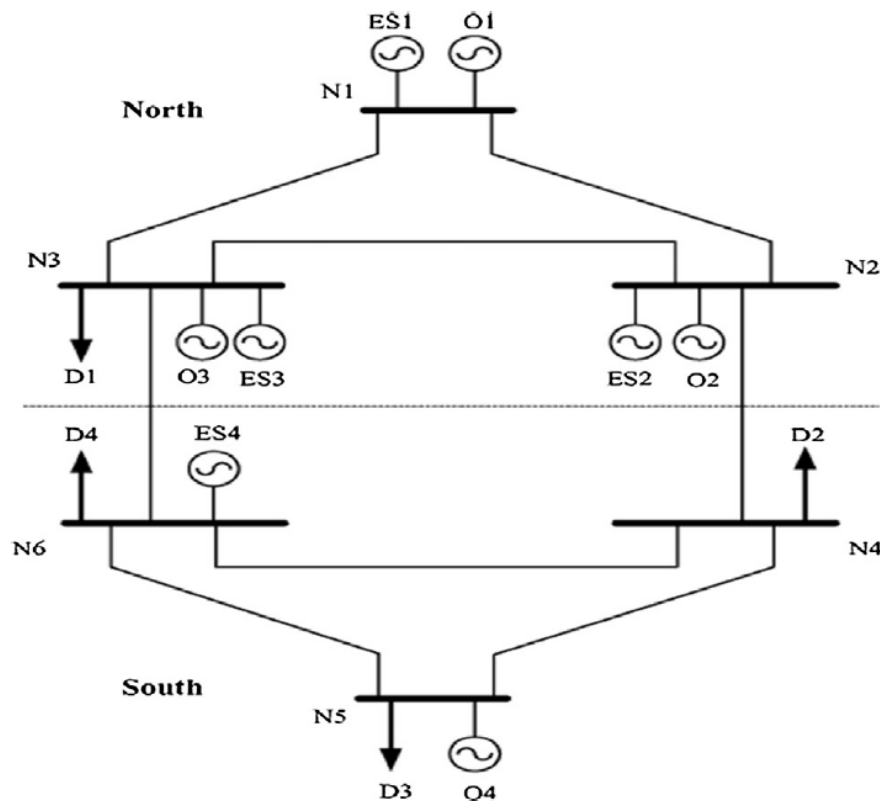 ES1 O1
N1
North
N3 N2
D1 O3 ES3 ES2 O2
D4 ES4 D2
N6 N4
South
N5
D3 O4